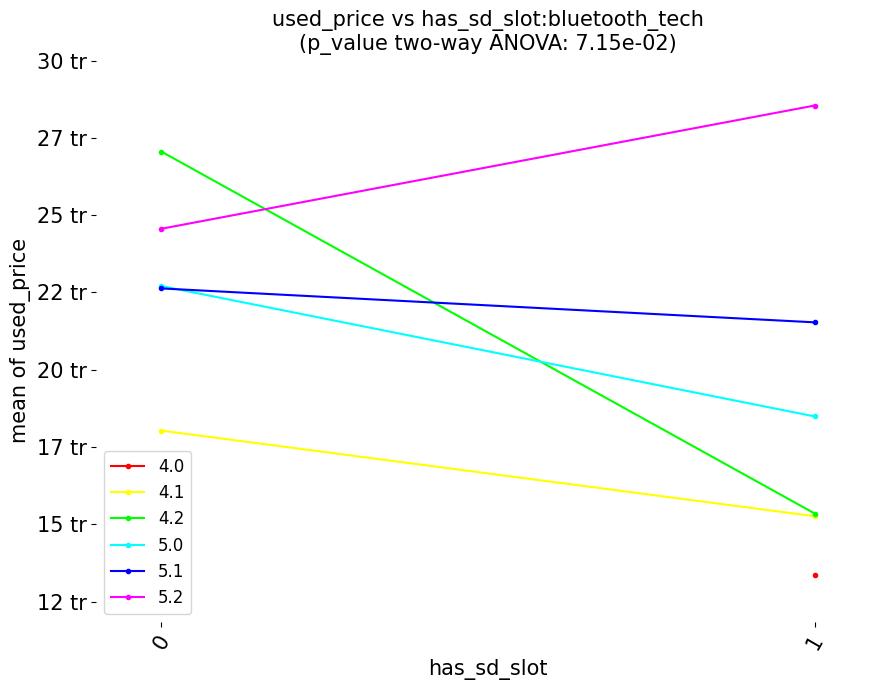 used_price vs has_sd_slot:bluetooth_tech
(p_value two-way ANOVA: 7.15e-02)
30 tr
27 tr
25 tr
22 tr
20 tr
17 tr
15 tr
12 tr
mean of used_price
4.0
4.1
4.2
5.0
5.1
5.2
0
1
has_sd_slot